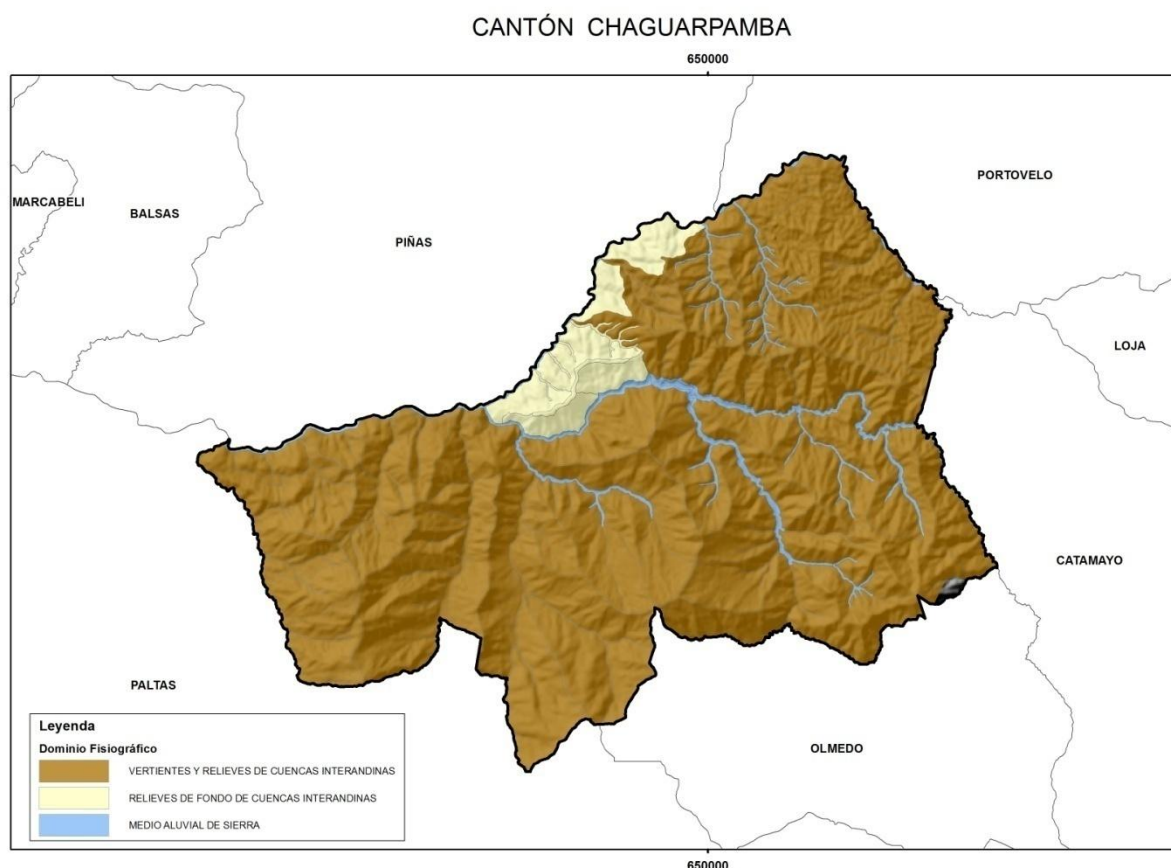 CANTÓN CHAGUARPAMBA
650000
PORTOVELO
MARCABELI
BALSAS
PIÑAS
LOJA
CATAMAYO
PALTAS
OLMEDO
Leyenda
Dominio Fisiográfico
VERTIENTES Y RELIEVES DE CUENCAS INTERANDINAS
RELIEVES DE FONDO DE CUENCAS INTERANDINAS
MEDIO ALUVIAL DE SIERRA
650000